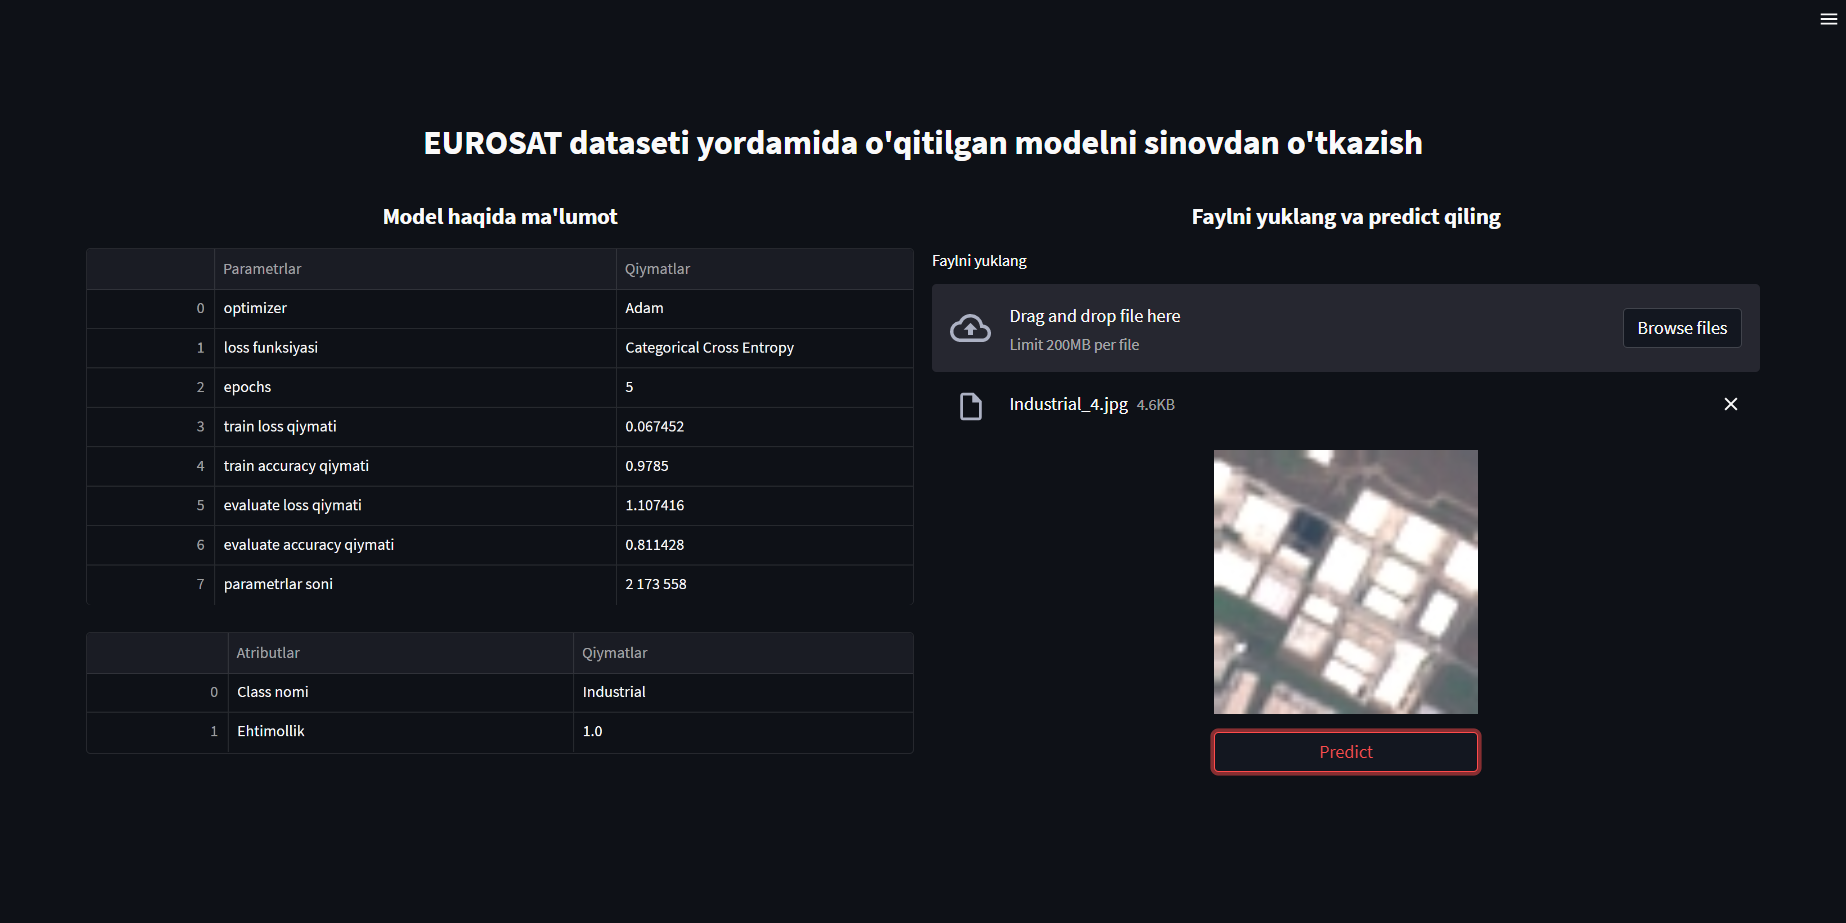 EUROSAT dataseti yordamida o'qitilgan modelni sinovdan o'tkazish
Model haqida ma'lumot
Parametrlar Qiymatlar
0 optimizer Adam
1 loss funksiyasi Categorical Cross Entropy
2 epochs 5
3 train loss qiymati 0.067452
4 train accuracy qiymati 0.9785
5 evaluate loss qiymati 1.107416
6 evaluate accuracy qiymati 0.811428
7 parametrlar soni 2 173 558
Atributlar Qiymatlar
0 Class nomi Industrial
1 Ehtimollik 1.0
Faylni yuklang va predict qiling
Faylni yuklang
Drag and drop file here
Limit 200MB per file
Browse files
Industrial_4.jpg 4.6KB
Predict